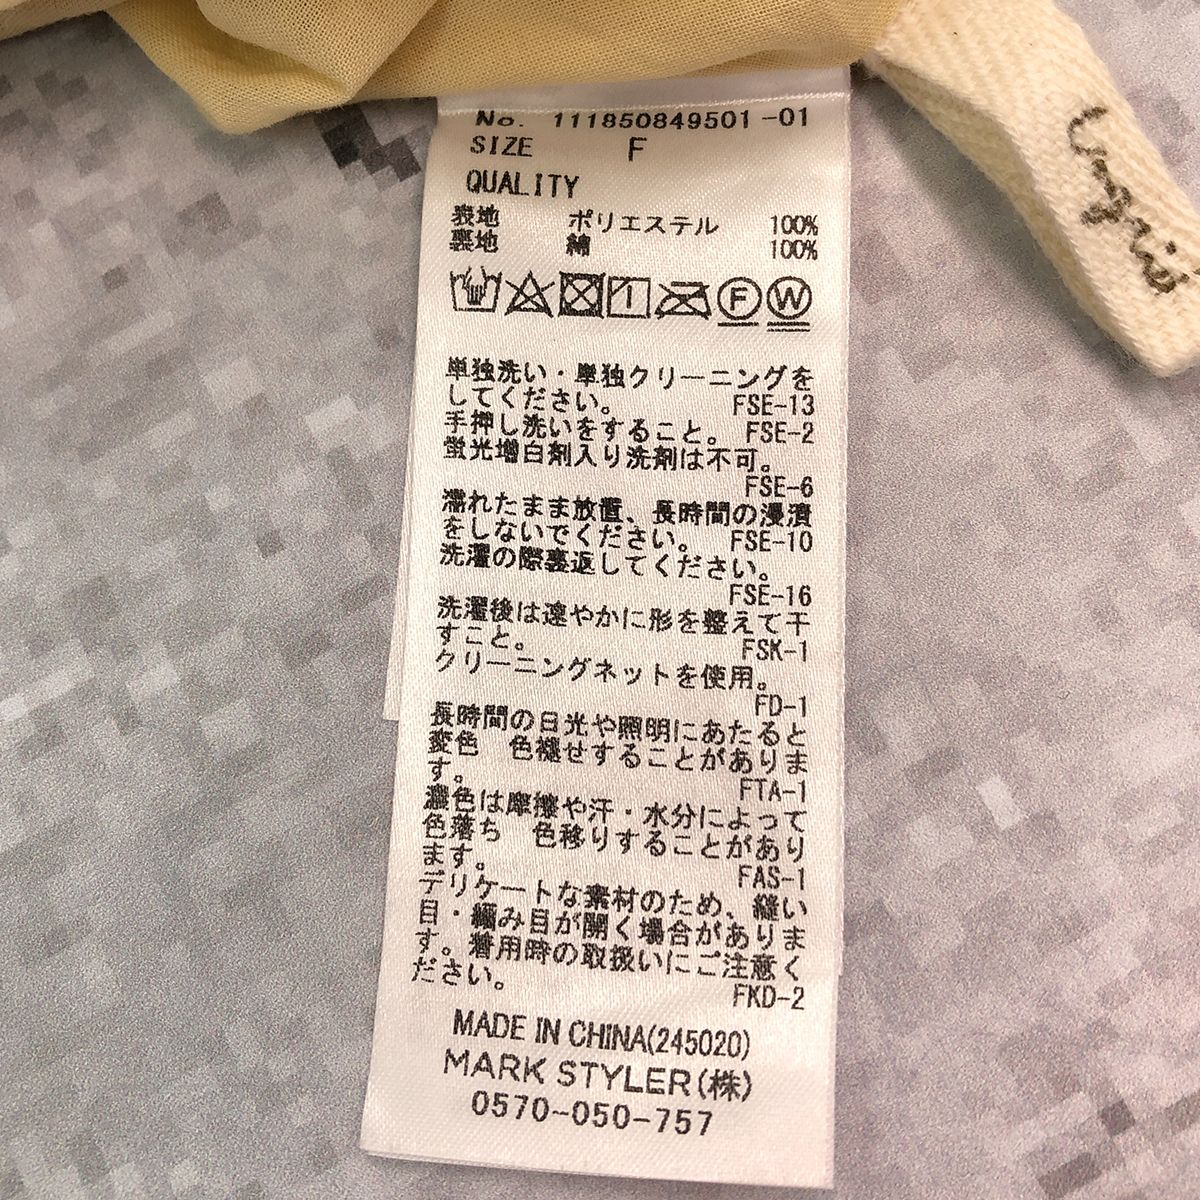 No. 111850849501-01
SIZE F
QUALITY
表地 ポリエステル 100%
裏地 綿 100%
F W
単独洗い・単独クリーニングを
してください。 FSE-13
手押し洗いをすること。 FSE-2
蛍光増白剤入り洗剤は不可。
FSE-6
濡れたまま放置、長時間の浸漬
をしないでください。 FSE-10
洗濯の際裏返してください。
FSE-16
洗濯後は速やかに形を整えて干
すこと。 FSK-1
クリーニングネットを使用。
FD-1
長時間の日光や照明にあたると
変色 色褪せすることがありま
す。 FTA-1
濃色は摩擦や汗・水分によって
色落ち 色移りすることがあり
ます。 FAS-1
デリケートな素材のため、縫い
目・編み目が開く場合がありま
す。着用時の取扱いにご注意く
ださい。 FKD-2
MADE IN CHINA(245020)
MARK STYLER(株)
0570-050-757
Ungrid